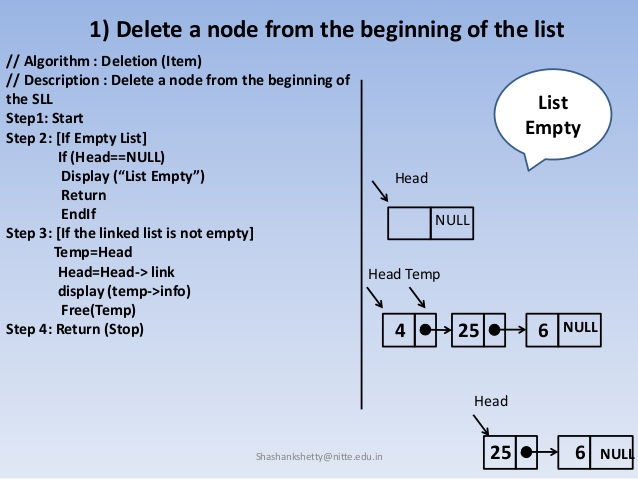 1) Delete a node from the beginning of the list
// Algorithm : Deletion (Item)
// Description : Delete a node from the beginning of
the SLL
Step1: Start
Step 2: [If Empty List]
If (Head==NULL)
Display (“List Empty”)
Return
EndIf
Step 3: [If the linked list is not empty]
Temp=Head
Head=Head-> link
display (temp->info)
Free(Temp)
Step 4: Return (Stop)
List
Empty
Head
NULL
Head Temp
4 25 6 NULL
Head
25 6 NULL
Shashankshetty@nitte.edu.in